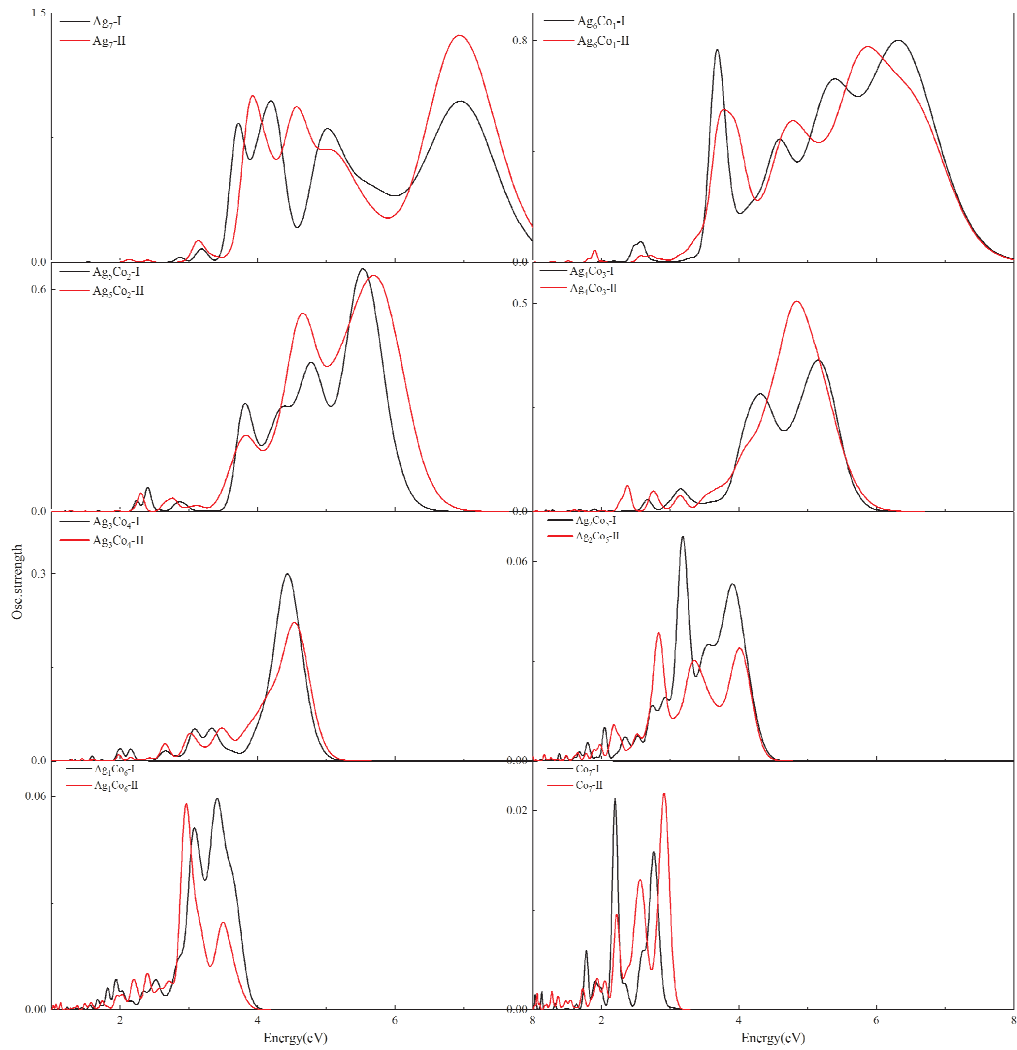 1.5
Ag7-I
Ag7-II
0.0
0.8
Ag6Co1-I
Ag6Co1-II
0.0
Ag5Co2-I
Ag5Co2-II
0.6
0.0
Ag4Co3-I
Ag4Co3-II
0.5
0.0
Ag3Co4-I
Ag3Co4-II
0.3
0.0
Ag2Co5-I
Ag2Co5-II
0.06
0.00
Ag1Co6-I
Ag1Co6-II
0.06
0.00
Co7-I
Co7-II
0.02
0.00
Osc.strrength
2 4 6 8
Energy(eV)
2 4 6 8
Energy(eV)